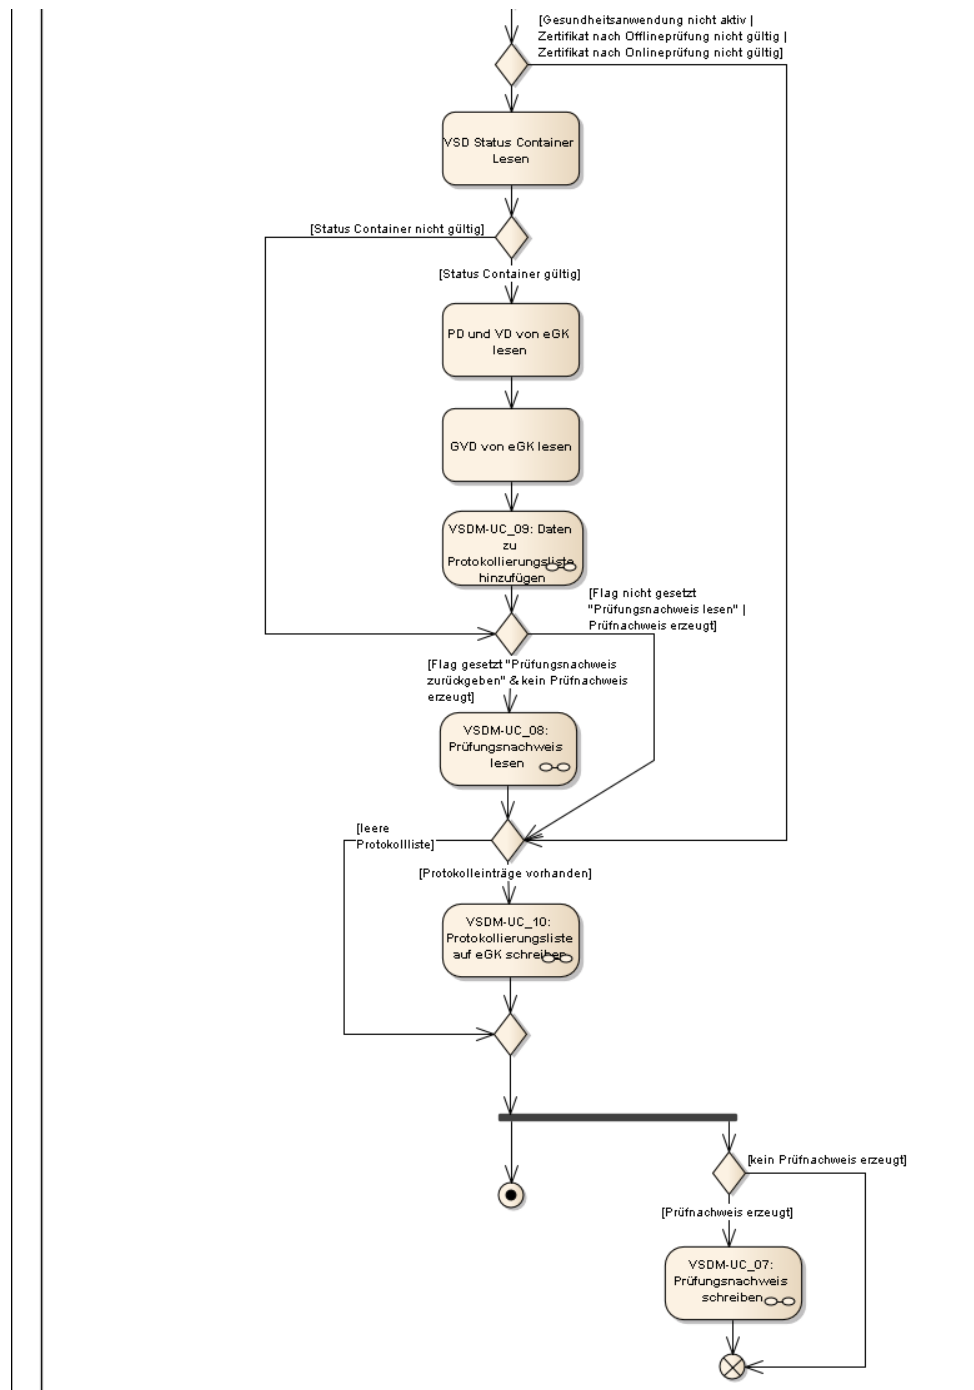 [Gesundheitsanwendung nicht aktiv |
Zertifikat nach Offlineprüfung nicht gültig |
Zertifikat nach Onlineprüfung nicht gültig]
VSD Status Container
Lesen
[Status Container nicht gültig]
[Status Container gültig]
PD und VD von eGK
lesen
GVD von eGK lesen
VSDM-UC_09: Daten
zu
Protokollierungsliste
hinzufügen
[Flag nicht gesetzt
"Prüfungsnachweis lesen" |
Prüfnachweis erzeugt]
[Flag gesetzt "Prüfungsnachweis
zurückgeben" & kein Prüfnachweis
erzeugt]
VSDM-UC_08:
Prüfungsnachweis
lesen
[leere
Protokollliste]
[Protokolleinträge vorhanden]
VSDM-UC_10:
Protokollierungsliste
auf eGK schreiben
[kein Prüfnachweis erzeugt]
[Prüfnachweis erzeugt]
VSDM-UC_07:
Prüfungsnachweis
schreiben